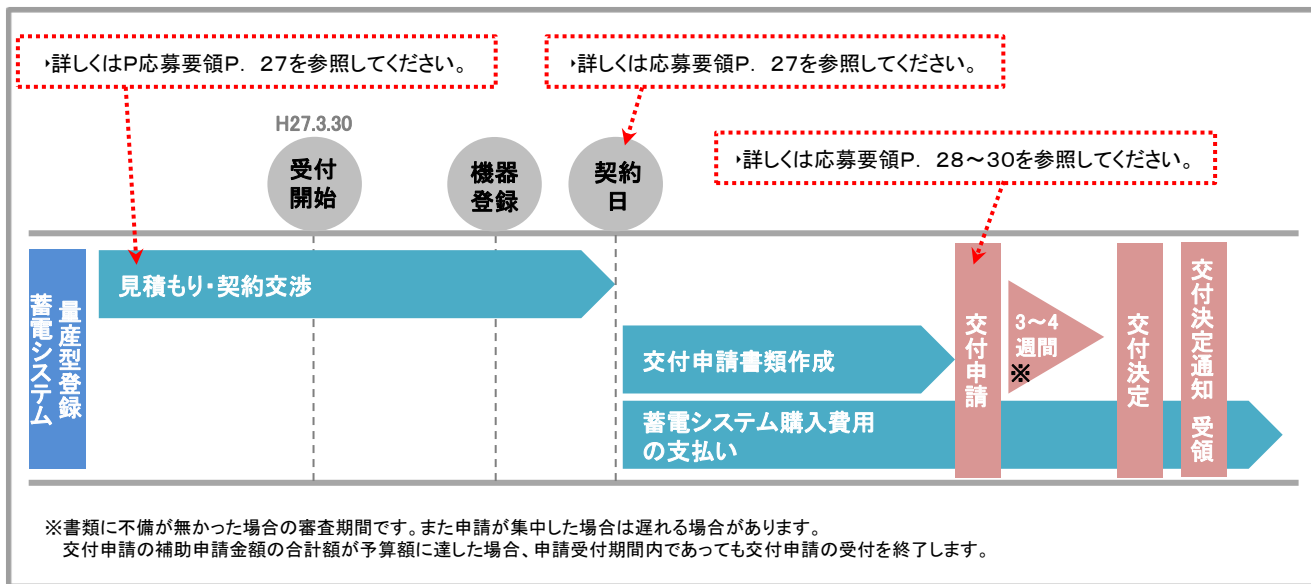 ・詳しくはP応募要領P．27を参照してください。
・詳しくは応募要領P．27を参照してください。
・詳しくは応募要領P．28～30を参照してください。
H27.3.30
受付
開始
機器
登録
契約
日
量産型登録
蓄電システム
見積もり・契約交渉
交付申請書類作成
蓄電システム購入費用
の支払い
交付申請
3～4
週間
※
交付決定
交付決定通知 受領
※書類に不備が無かった場合の審査期間です。また申請が集中した場合は遅れる場合があります。
交付申請の補助申請金額の合計額が予算額に達した場合、申請受付期間内であっても交付申請の受付を終了します。